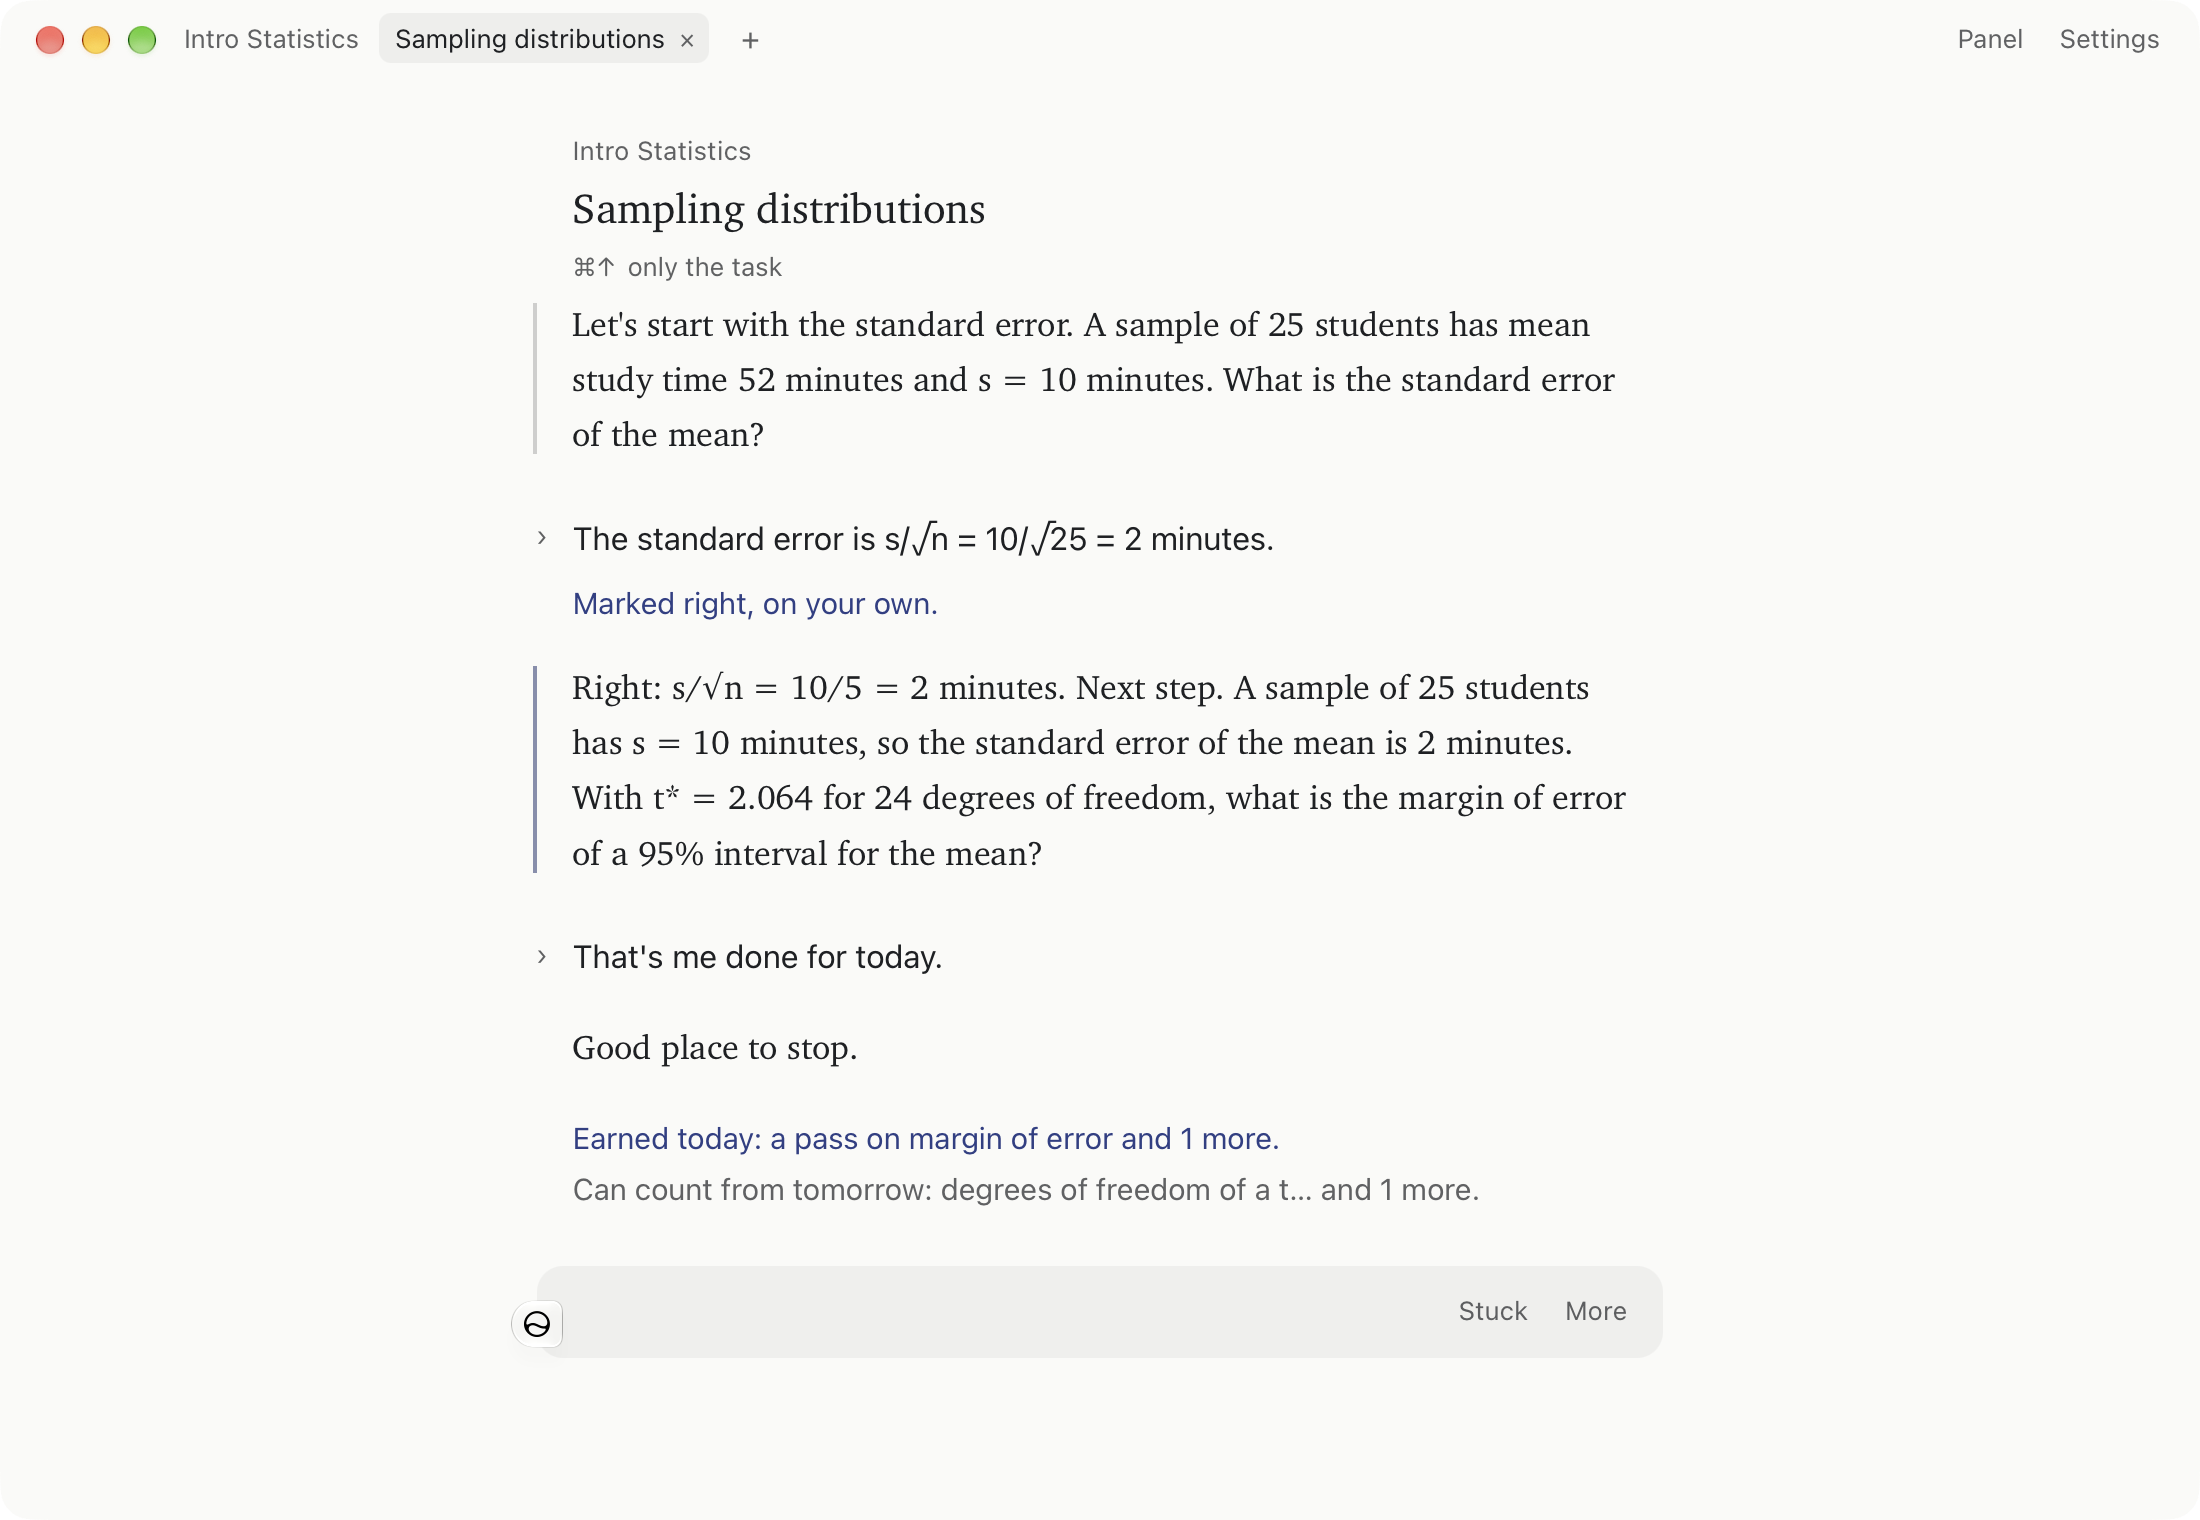 Intro Statistics
Sampling distributions ×
+
Panel
Settings
Intro Statistics
Sampling distributions
⌘↑ only the task
Let's start with the standard error. A sample of 25 students has mean
study time 52 minutes and s = 10 minutes. What is the standard error
of the mean?
› The standard error is s/√n = 10/√25 = 2 minutes.
Marked right, on your own.
Right: s/√n = 10/5 = 2 minutes. Next step. A sample of 25 students
has s = 10 minutes, so the standard error of the mean is 2 minutes.
With t* = 2.064 for 24 degrees of freedom, what is the margin of error
of a 95% interval for the mean?
› That's me done for today.
Good place to stop.
Earned today: a pass on margin of error and 1 more.
Can count from tomorrow: degrees of freedom of a t... and 1 more.
Stuck
More